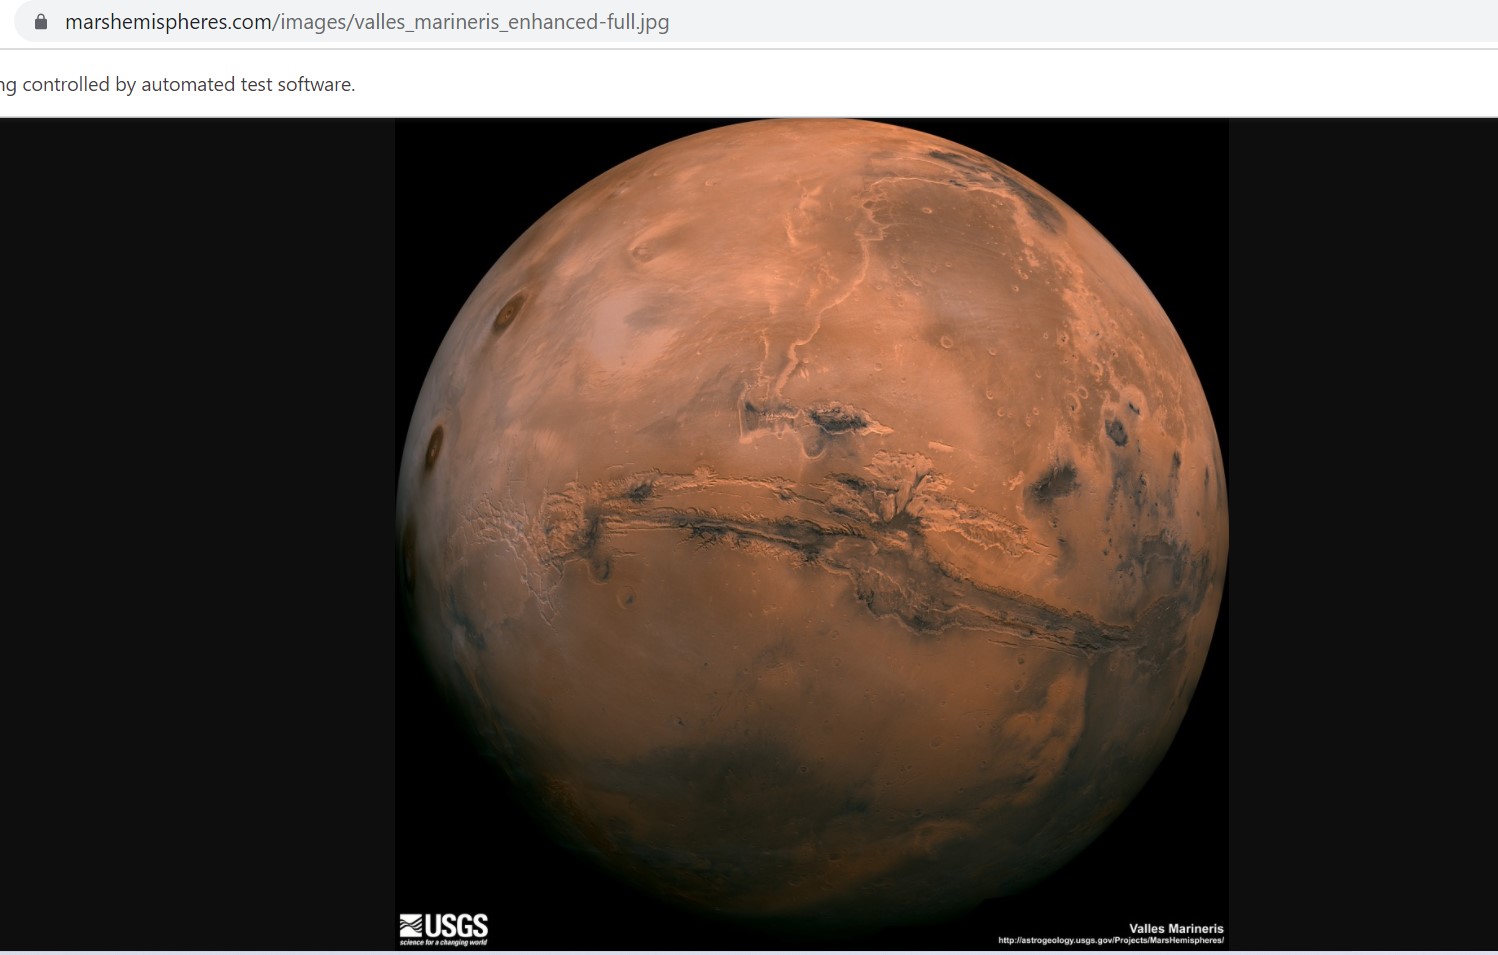 marshemispheres.com/images/valles_marineris_enhanced-full.jpg
ng controlled by automated test software.
USGS
science for a changing world
Valles Marineris
http://astrogeology.usgs.gov/Projects/MarsHemispheres/